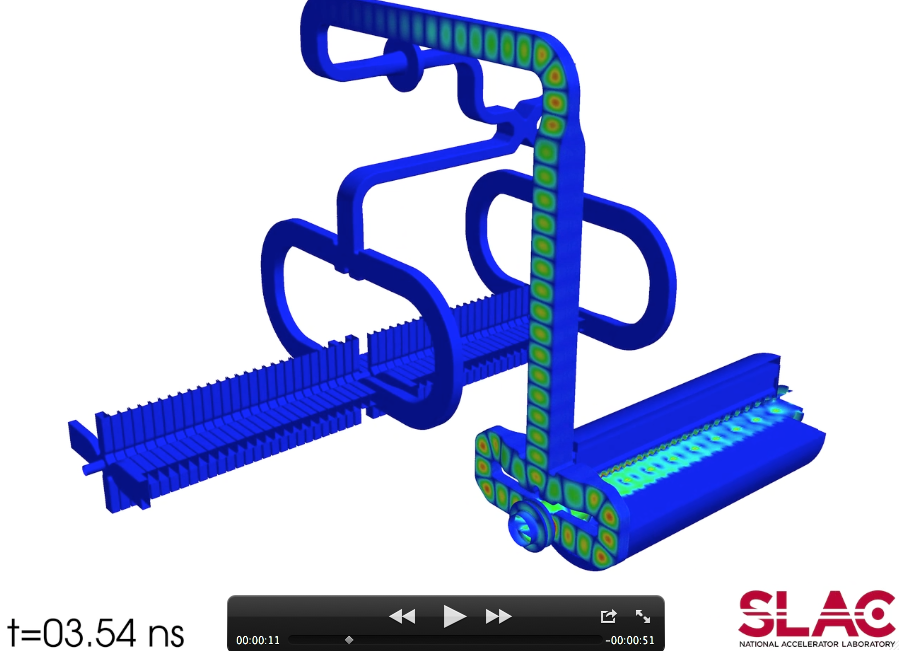 t=03.54 ns
00:00:11
-00:00:51
SLAC
NATIONAL ACCELERATOR LABORATORY